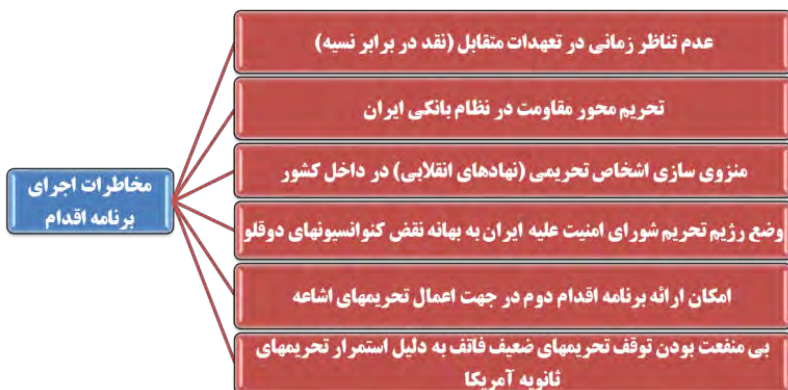 مخاطرات اجرای
برنامه اقدام
عدم تناظر زمانی در تعهدات متقابل (نقد در برابر نسیه)
تحریم محور مقاومت در نظام بانکی ایران
منزوی سازی اشخاص تحریمی (نهادهای انقلابی) در داخل کشور
وضع رژیم تحریم شورای امنیت علیه ایران به بهانه نقض کنوانسیونهای دوقلو
امکان ارائه برنامه اقدام دوم در جهت اعمال تحریمهای اشاعه
بی منفعت بودن توقف تحریمهای ضعیف فاتف به دلیل استمرار تحریمهای
ثانویه آمریکا